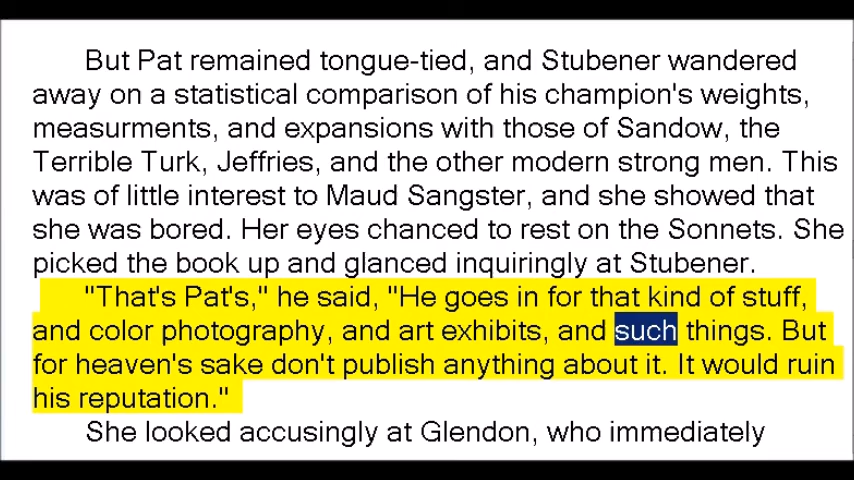 But Pat remained tongue-tied, and Stubener wandered
away on a statistical comparison of his champion's weights,
measurments, and expansions with those of Sandow, the
Terrible Turk, Jeffries, and the other modern strong men. This
was of little interest to Maud Sangster, and she showed that
she was bored. Her eyes chanced to rest on the Sonnets. She
picked the book up and glanced inquiringly at Stubener.
"That's Pat's," he said, "He goes in for that kind of stuff,
and color photography, and art exhibits, and such things. But
for heaven's sake don't publish anything about it. It would ruin
his reputation."
She looked accusingly at Glendon, who immediately